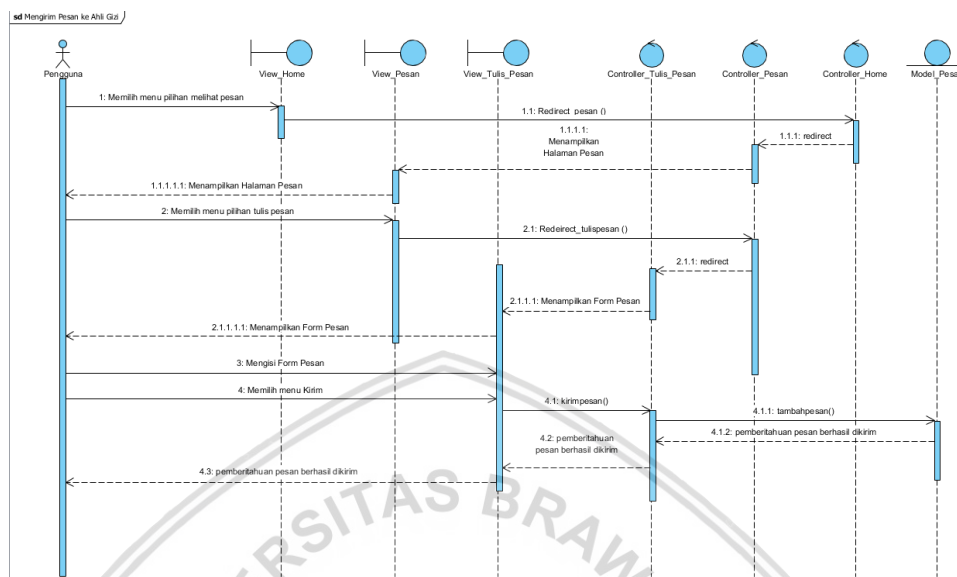 sd Mengirim Pesan ke Ahli Gizi
Pengguna
View_Home
View_Pesan
View_Tulis_Pesan
Controller_Tulis_Pesan
Controller_Pesan
Controller_Home
Model_Pesa
1: Memilih menu pilihan melihat pesan
1.1: Redirect_pesan ()
1.1.1: redirect
1.1.1.1:
Menampilkan
Halaman Pesan
1.1.1.1.1: Menampilkan Halaman Pesan
2: Memilih menu pilihan tulis pesan
2.1: Redeirect_tulispesan ()
2.1.1: redirect
2.1.1.1: Menampilkan Form Pesan
2.1.1.1.1: Menampilkan Form Pesan
3: Mengisi Form Pesan
4: Memilih menu Kirim
4.1: kirimpesan()
4.1.1: tambahpesan()
4.1.2: pemberitahuan pesan berhasil dikirim
4.2: pemberitahuan
pesan berhasil dikirim
4.3: pemberitahuan pesan berhasil dikirim
ERSITAS BRAW